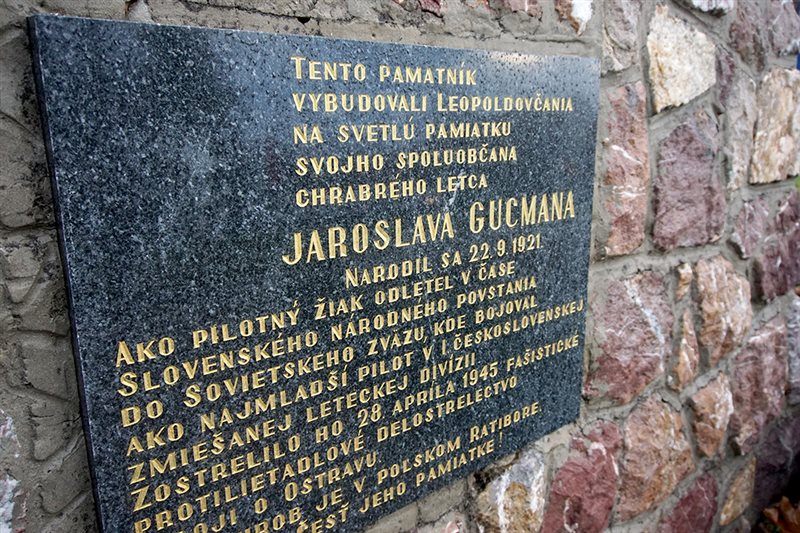 TENTO PAMATNÍK
VYBUDOVALI LEOPOLDOVČANIA
NA SVETLÚ PAMIATKU
SVOJHO SPOLUOBČANA
CHRABRÉHO LETCA
JAROSLAVA GUCMANA
NARODIL SA 22.9.1921
AKO PILOTNÝ ŽIAK ODLETEL V ČASE
SLOVENSKÉHO NÁRODNÉHO POVSTANIA
DO SOVIETSKEHO ZVÄZU, KDE BOJOVAL
AKO NAJMLADŠÍ PILOT V I. ČESKOSLOVENSKEJ
ZMIEŠANEJ LETECKEJ DIVÍZII
ZOSTRELILO HO 28 APRÍLA 1945 FAŠISTICKÉ
PROTILIETADLOVÉ DELOSTRELECTVO
BOJI O OSTRAVU.
HROB JE V POLSKOM RATIBORE.
ČESŤ JEHO PAMIATKE!